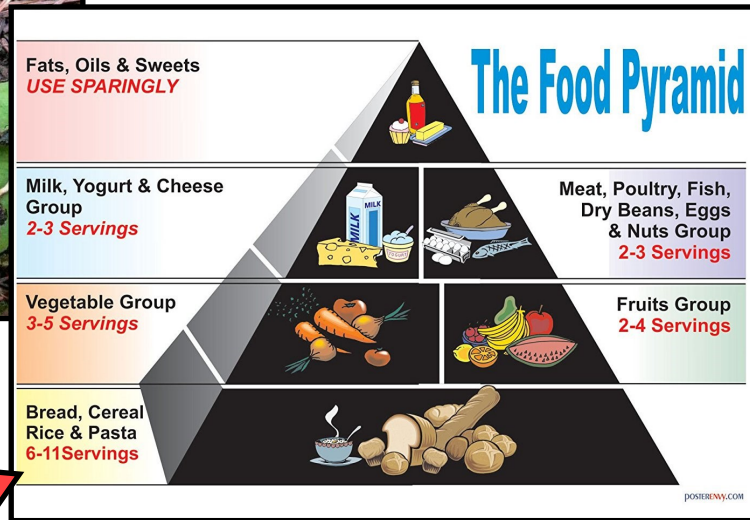 The Food Pyramid
Fats, Oils & Sweets
USE SPARINGLY
Milk, Yogurt & Cheese
Group
2-3 Servings
Meat, Poultry, Fish,
Dry Beans, Eggs
& Nuts Group
2-3 Servings
MILK
MILK
Vegetable Group
3-5 Servings
Fruits Group
2-4 Servings
Bread, Cereal
Rice & Pasta
6-11Servings
POSTERENVY.COM